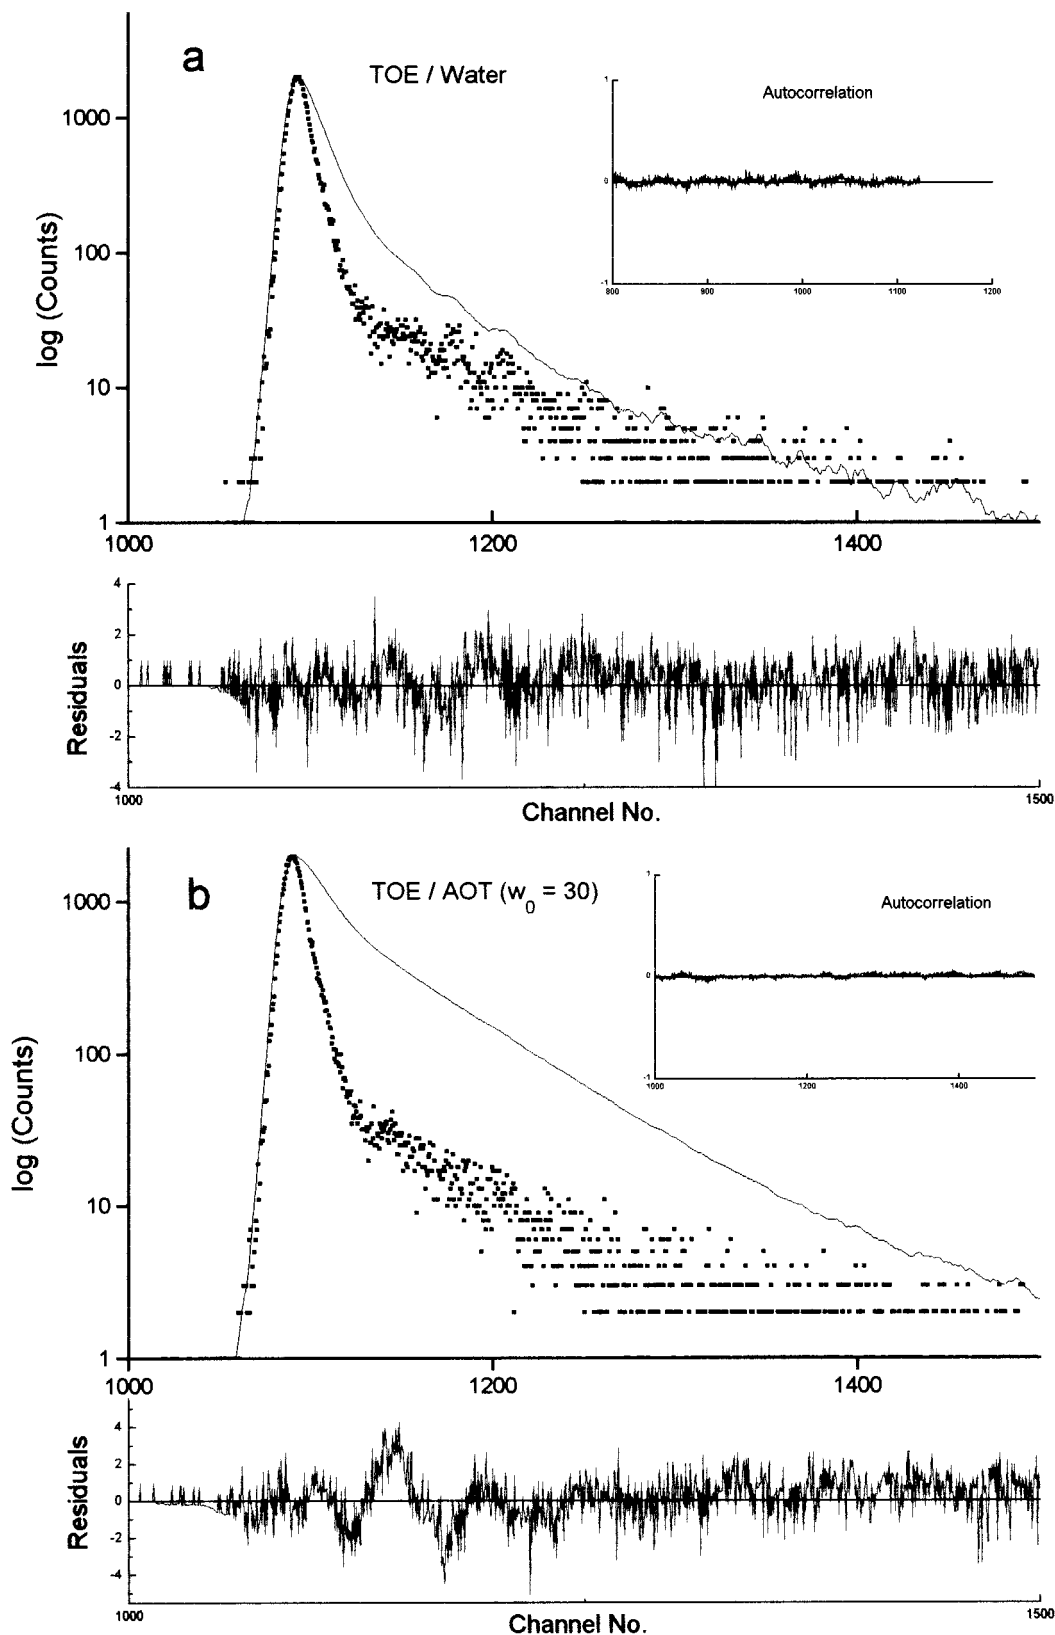 a
TOE / Water
Autocorrelation
1
0
-1
800 900 1000 1100 1200
log (Counts)
1000
100
10
1
1000 1200 1400
Residuals
4
2
0
-2
-4
1000 1500
Channel No.
b
TOE / AOT (w0 = 30)
Autocorrelation
1
0
-1
1000 1200 1400
log (Counts)
1000
100
10
1
1000 1200 1400
Residuals
4
2
0
-2
-4
1000 1500
Channel No.